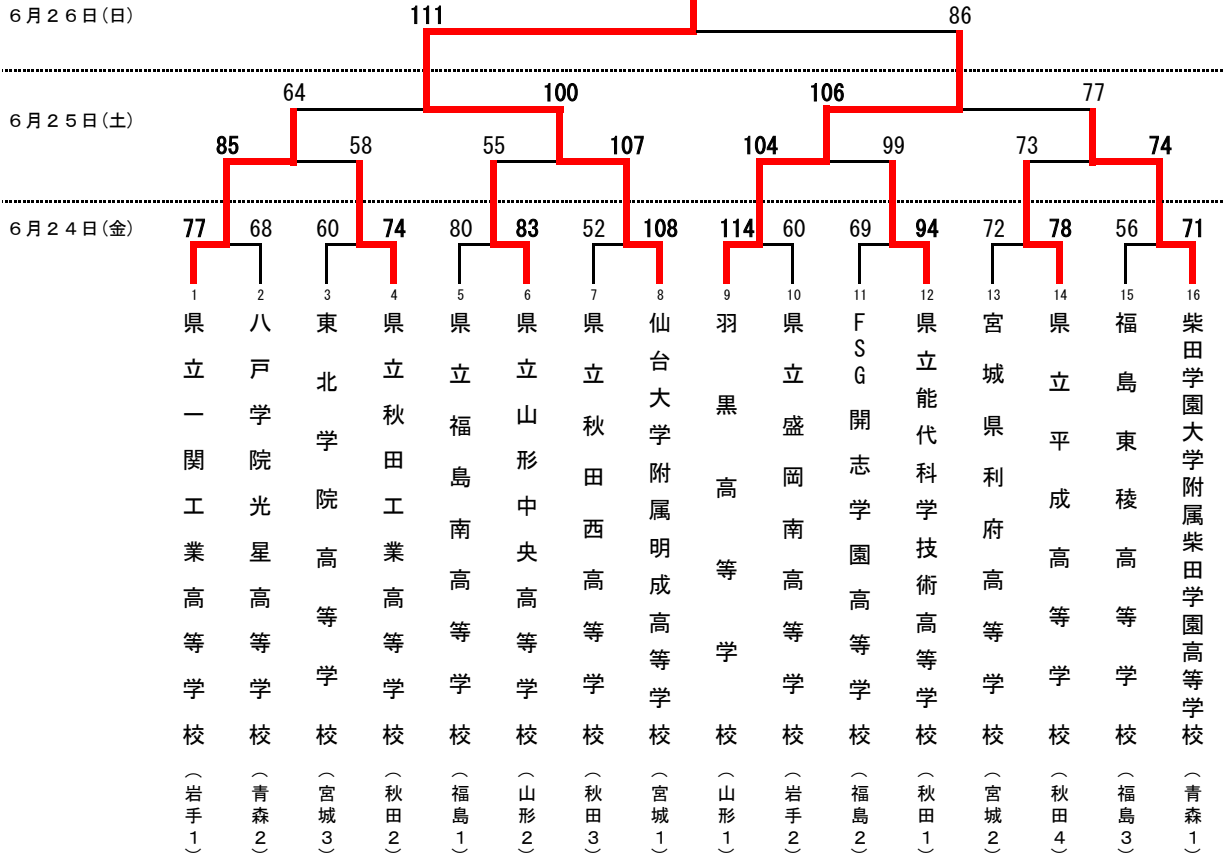 6月26日(日)
111 86
64 100 106 77
6月25日(土)
85 58 55 107 104 99 73 74
6月24日(金)
77 68 60 74 80 83 52 108 114 60 69 94 72 78 56 71
1 2 3 4 5 6 7 8 9 10 11 12 13 14 15 16
県立一関工業高等学校(岩手1)
八戸学院光星高等学校(青森2)
東北学院高等学校(宮城3)
県立秋田工業高等学校(秋田2)
県立福島南高等学校(福島1)
県立山形中央高等学校(山形2)
県立秋田西高等学校(秋田3)
仙台大学附属明成高等学校(宮城1)
羽黒高等学校(山形1)
県立盛岡南高等学校(岩手2)
FSG開志学園高等学校(福島2)
県立能代科学技術高等学校(秋田1)
宮城県利府高等学校(宮城2)
県立平成高等学校(秋田4)
福島東稜高等学校(福島3)
柴田学園大学附属柴田学園高等学校(青森1)